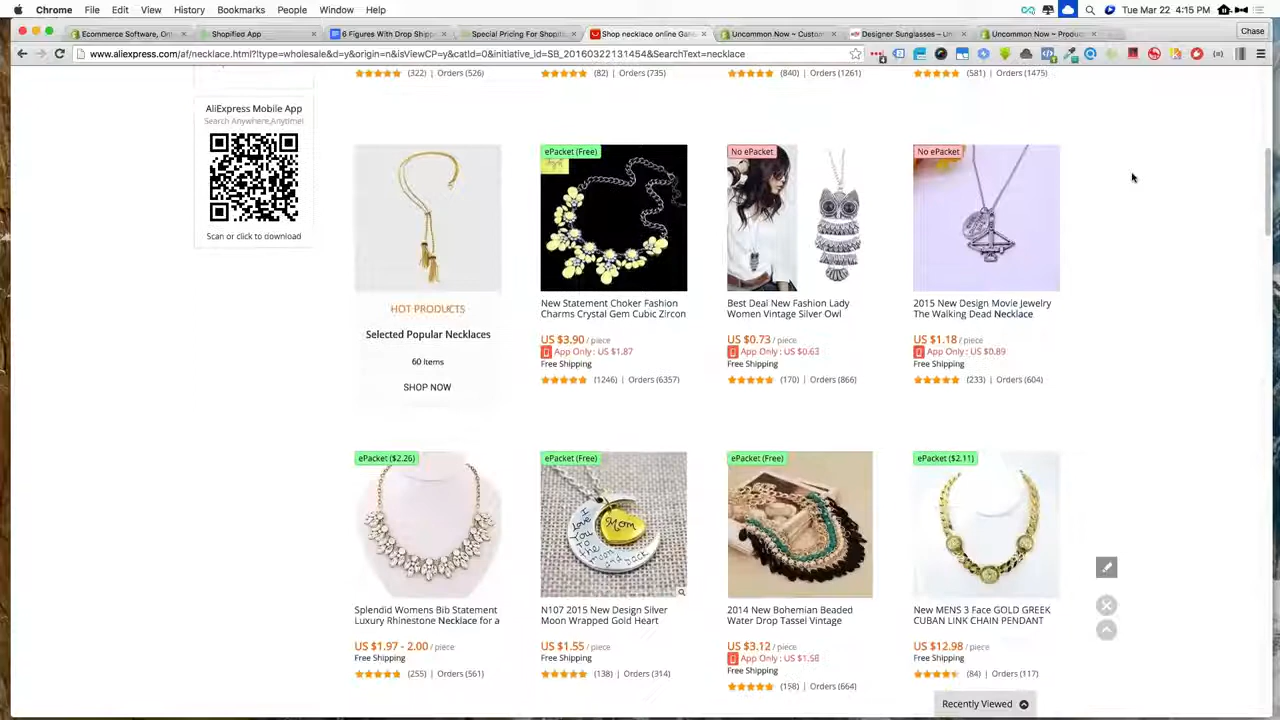 Chrome File Edit View History Bookmarks People Window Help Tue Mar 22 4:15 PM
Ecommerce Software, On Shopified App 6 Figures With Drop Shipp Special Pricing For Shopifi Shop necklace online Gall Uncommon Now ~ Custom Designer Sunglasses ~ Un Uncommon Now ~ Produ Chase
www.aliexpress.com/af/necklace.html?ltype=wholesale&d=y&origin=n&isViewCP=y&catId=0&initiative_id=SB_20160322131454&SearchText=necklace
(322) | Orders (526) (82) | Orders (735) (840) | Orders (1261) (581) | Orders (1475)
AliExpress Mobile App
Search Anywhere,Anytime!
Scan or click to download
HOT PRODUCTS
Selected Popular Necklaces
60 Items
SHOP NOW
ePacket (Free)
New Statement Choker Fashion
Charms Crystal Gem Cubic Zircon
US $3.90 / piece
App Only : US $1.87
Free Shipping
(1246) | Orders (6357)
No ePacket
Best Deal New Fashion Lady
Women Vintage Silver Owl
US $0.73 / piece
App Only : US $0.63
Free Shipping
(170) | Orders (866)
No ePacket
2015 New Design Movie Jewelry
The Walking Dead Necklace
US $1.18 / piece
App Only : US $0.89
Free Shipping
(233) | Orders (604)
ePacket ($2.26)
Splendid Womens Bib Statement
Luxury Rhinestone Necklace for a
US $1.97 - 2.00 / piece
Free Shipping
(255) | Orders (561)
ePacket (Free)
Mom
I
love
You to
the
moon and back
N107 2015 New Design Silver
Moon Wrapped Gold Heart
US $1.55 / piece
Free Shipping
(138) | Orders (314)
ePacket (Free)
2014 New Bohemian Beaded
Water Drop Tassel Vintage
US $3.12 / piece
App Only : US $1.56
Free Shipping
(158) | Orders (664)
ePacket ($2.11)
New MENS 3 Face GOLD GREEK
CUBAN LINK CHAIN PENDANT
US $12.98 / piece
Free Shipping
(84) | Orders (117)
Recently Viewed